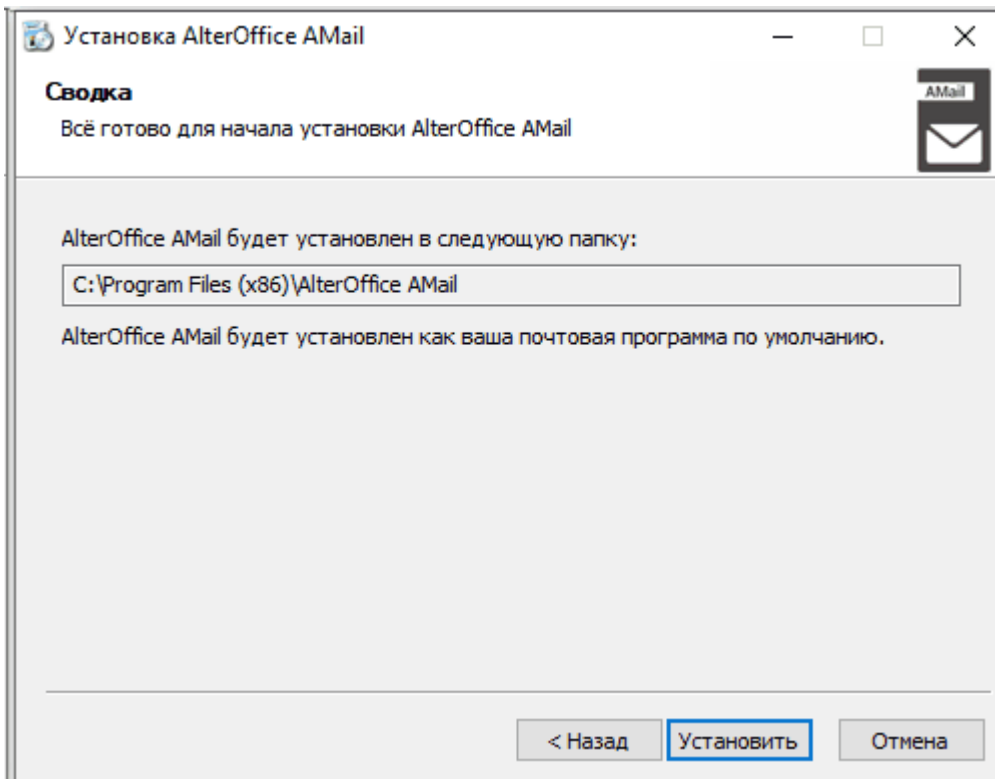 Установка AlterOffice AMail
Сводка
Всё готово для начала установки AlterOffice AMail
AMail
AlterOffice AMail будет установлен в следующую папку:
C:\Program Files (x86)\AlterOffice AMail
AlterOffice AMail будет установлен как ваша почтовая программа по умолчанию.
< Назад
Установить
Отмена